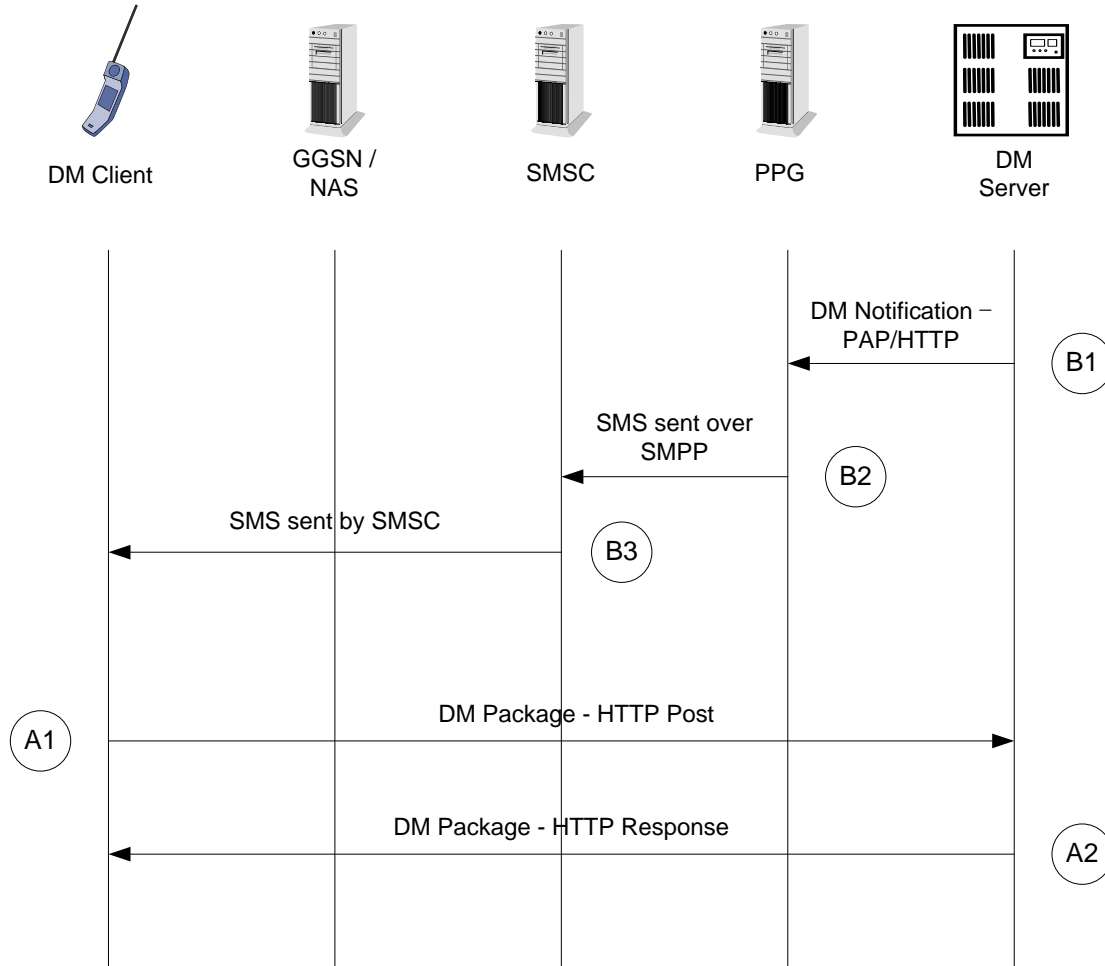 DM Client
GGSN /
NAS
SMSC
PPG
DM
Server
DM Notification –
PAP/HTTP
B1
SMS sent over
SMPP
B2
SMS sent by SMSC
B3
DM Package - HTTP Post
A1
DM Package - HTTP Response
A2